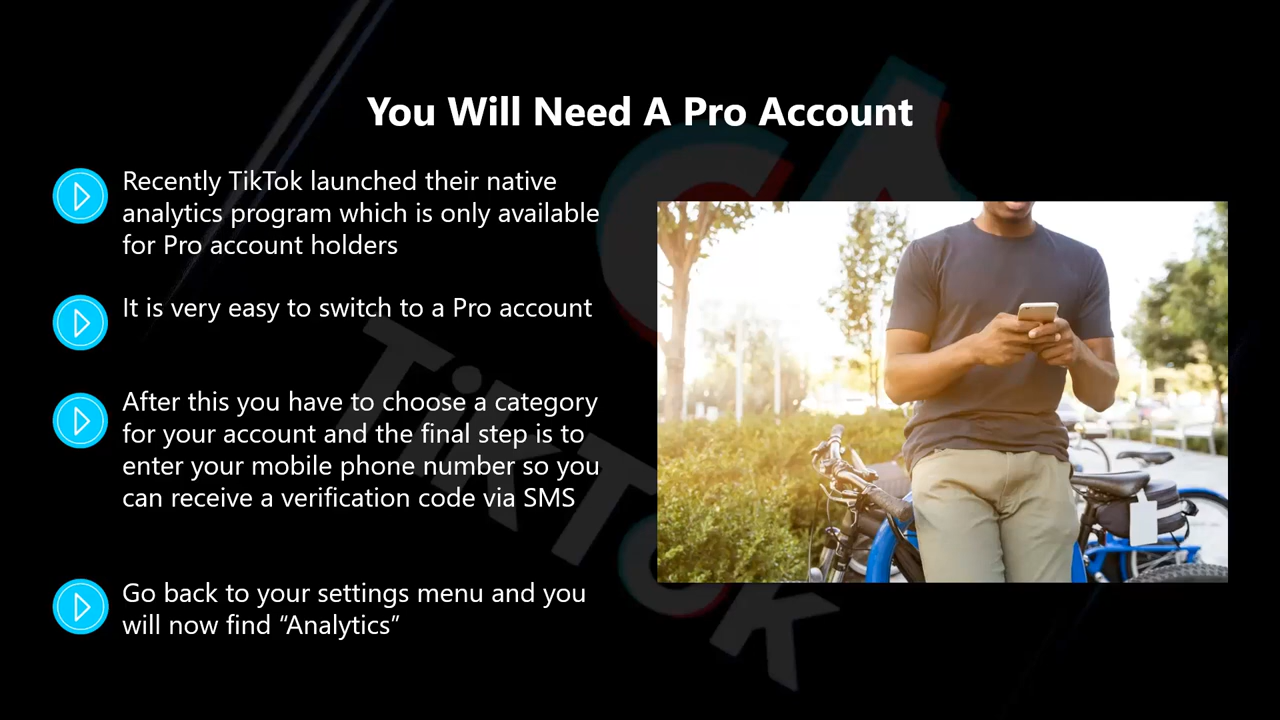 You Will Need A Pro Account
Recently TikTok launched their native
analytics program which is only available
for Pro account holders
It is very easy to switch to a Pro account
After this you have to choose a category
for your account and the final step is to
enter your mobile phone number so you
can receive a verification code via SMS
Go back to your settings menu and you
will now find “Analytics”
TikTok